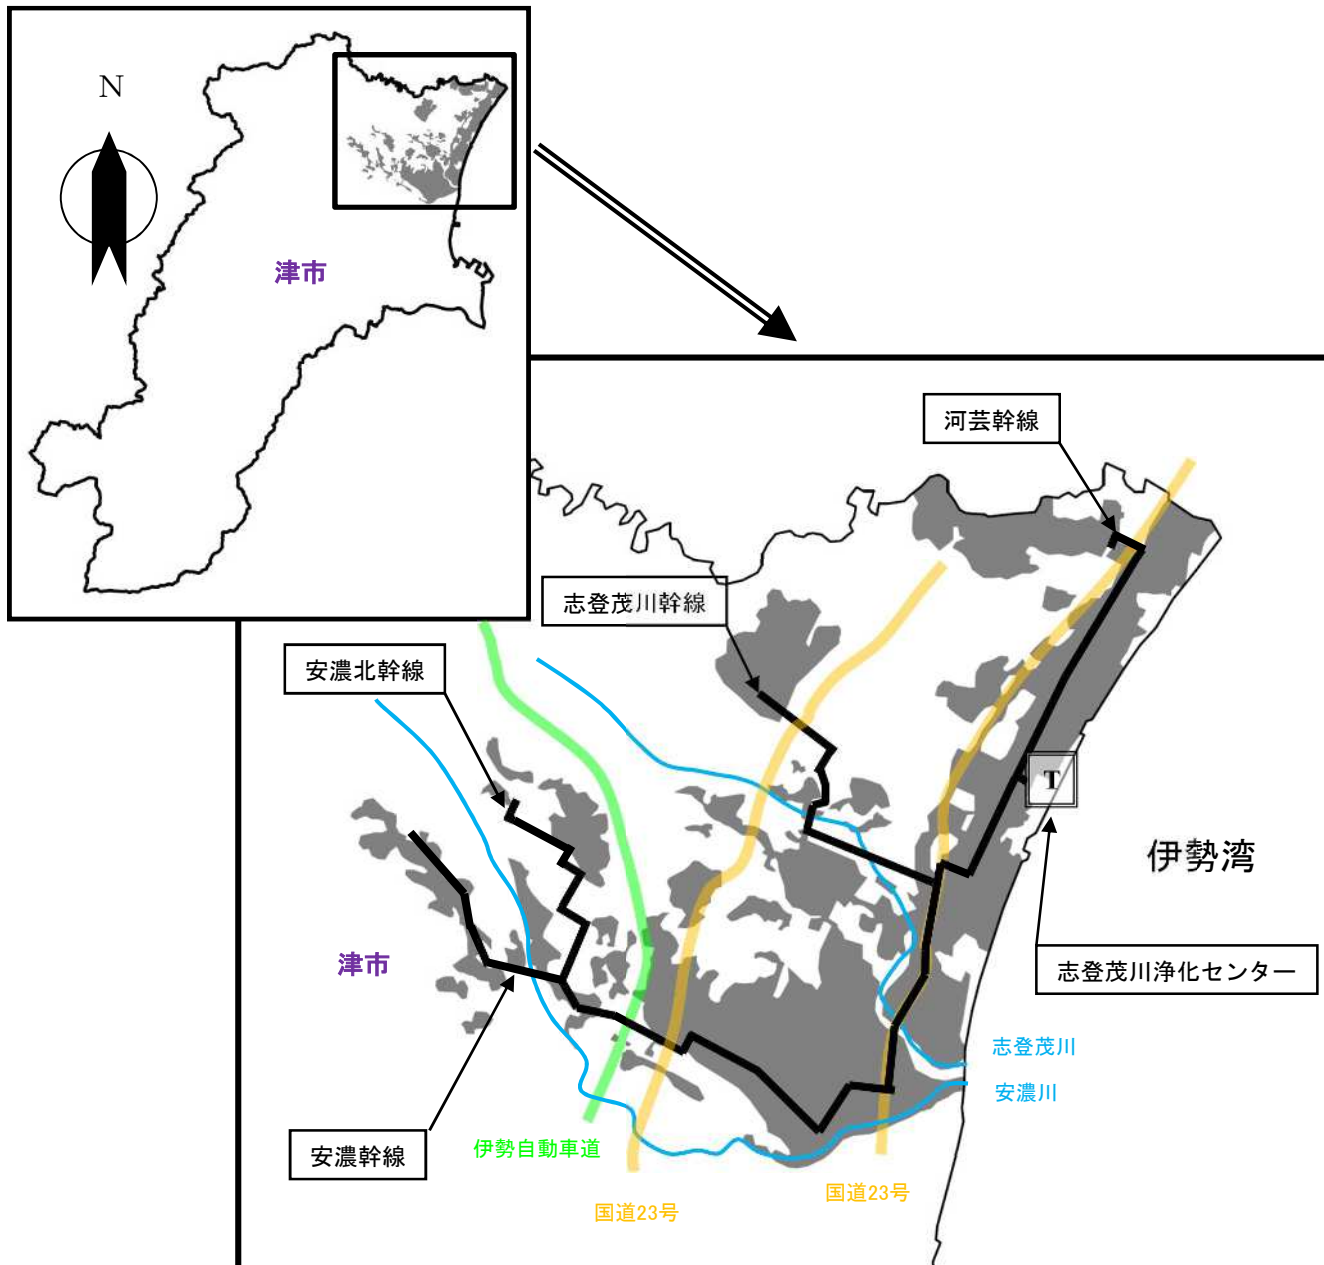 N
津市
河芸幹線
志登茂川幹線
安濃北幹線
T
伊勢湾
津市
志登茂川浄化センター
志登茂川
安濃川
安濃幹線
伊勢自動車道
国道23号
国道23号